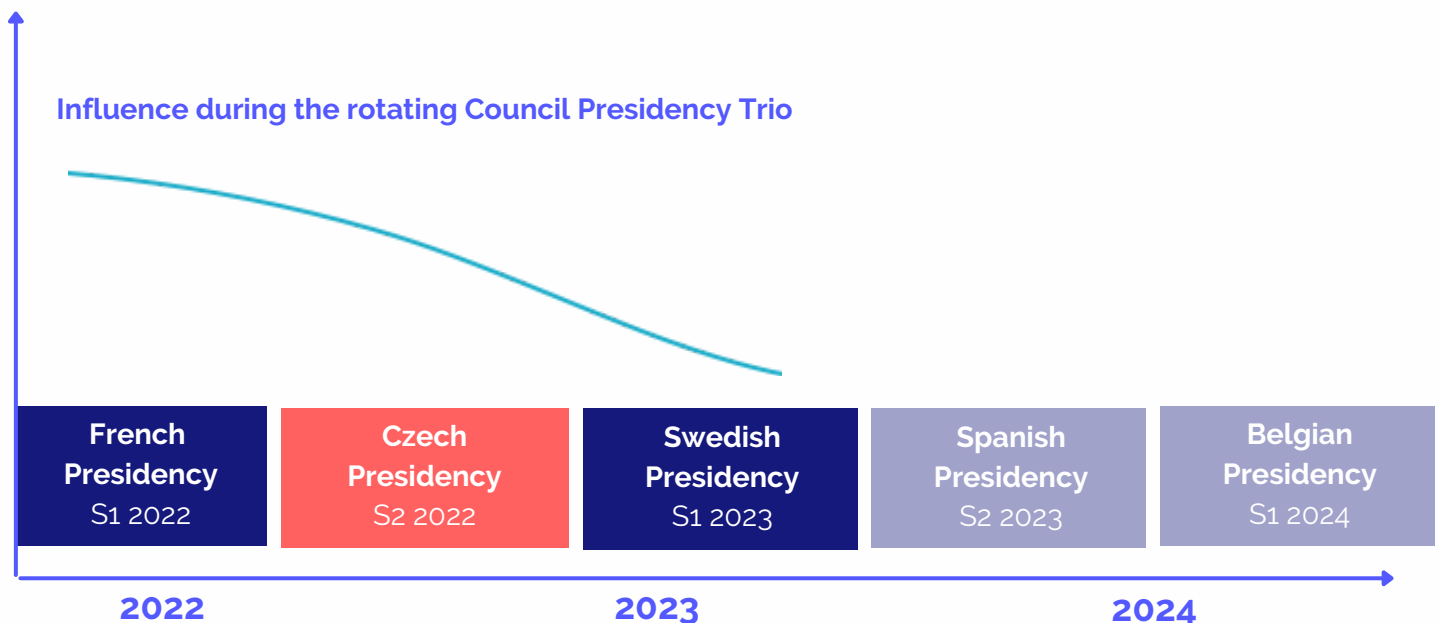 Influence during the rotating Council Presidency Trio
French
Presidency
S1 2022
Czech
Presidency
S2 2022
Swedish
Presidency
S1 2023
Spanish
Presidency
S2 2023
Belgian
Presidency
S1 2024
2022
2023
2024